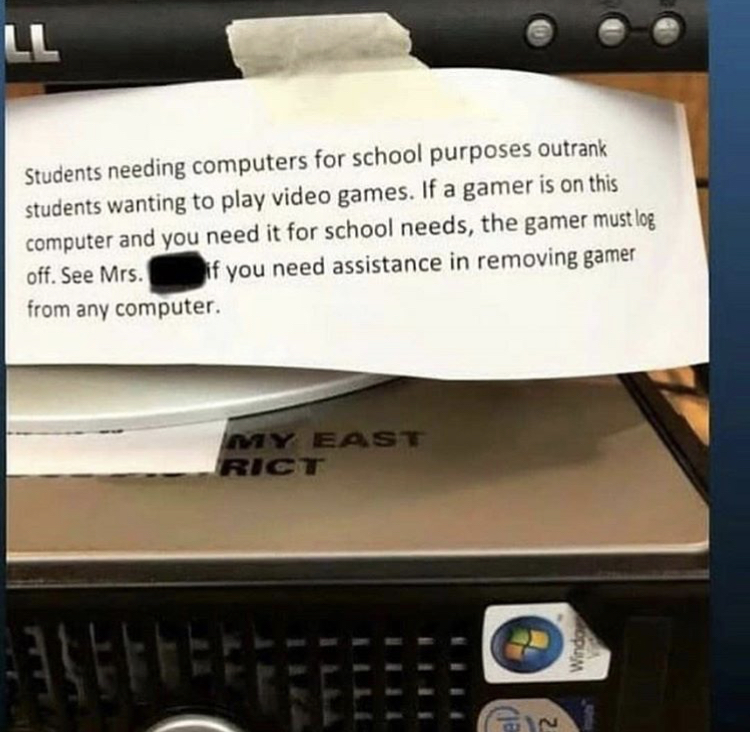 LL
Students needing computers for school purposes outrank
students wanting to play video games. If a gamer is on this
computer and you need it for school needs, the gamer must log
off. See Mrs. if you need assistance in removing gamer
from any computer.
MY EAST
RICT
Windows